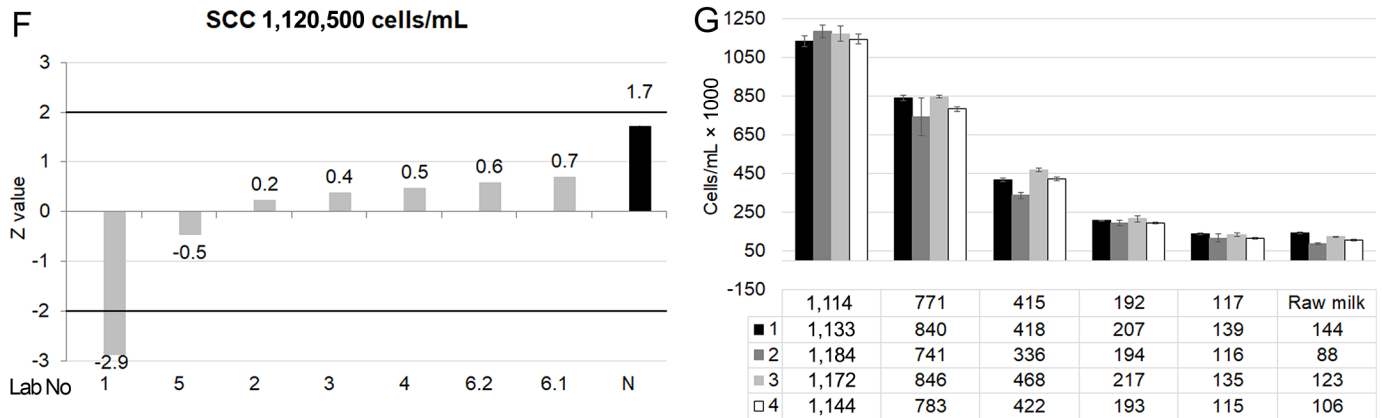 F
SCC 1,120,500 cells/mL
Z value
3
2
1
0
-1
-2
-3
-2.9
-0.5
0.2
0.4
0.5
0.6
0.7
1.7
Lab No 1 5 2 3 4 6.2 6.1 N
G
Cells/mL × 1000
1250
1050
850
650
450
250
50
-150
1,114 771 415 192 117 Raw milk
1 1,133 840 418 207 139 144
2 1,184 741 336 194 116 88
3 1,172 846 468 217 135 123
4 1,144 783 422 193 115 106